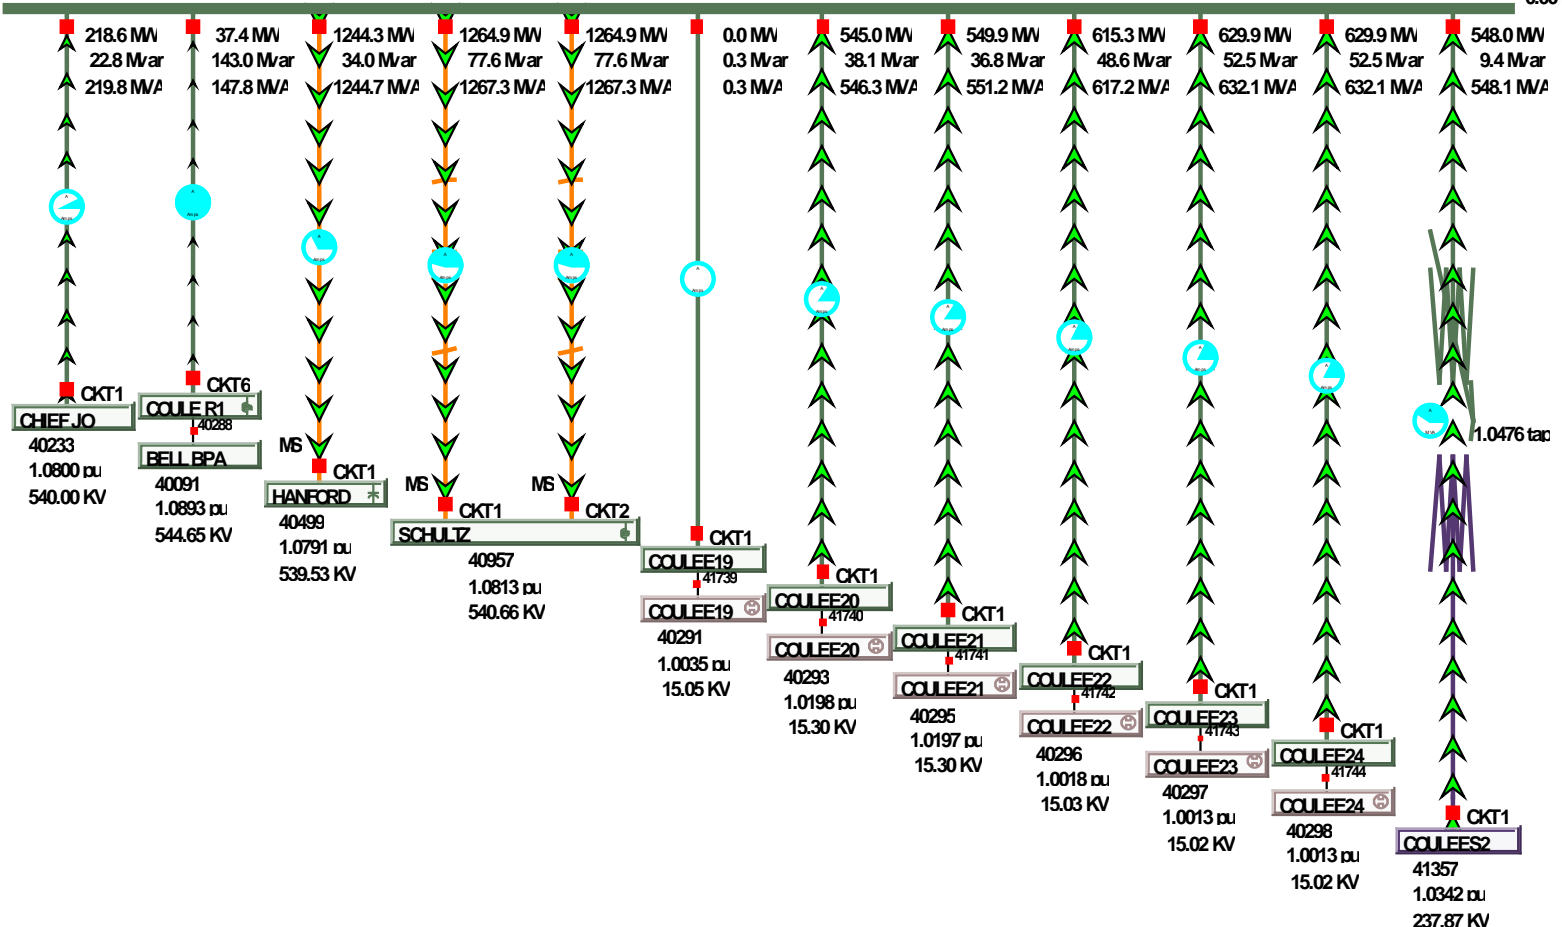 218.6 MW
22.8 Mvar
219.8 MVA
37.4 MW
143.0 Mvar
147.8 MVA
1244.3 MW
34.0 Mvar
1244.7 MVA
1264.9 MW
77.6 Mvar
1267.3 MVA
1264.9 MW
77.6 Mvar
1267.3 MVA
0.0 MW
0.3 Mvar
0.3 MVA
545.0 MW
38.1 Mvar
546.3 MVA
549.9 MW
36.8 Mvar
551.2 MVA
615.3 MW
48.6 Mvar
617.2 MVA
629.9 MW
52.5 Mvar
632.1 MVA
629.9 MW
52.5 Mvar
632.1 MVA
548.0 MW
9.4 Mvar
548.1 MVA
CKT1
CHIEF JO
40233
1.0800 pu
540.00 KV
CKT6
COULE R1
40288
BELL BPA
40091
1.0893 pu
544.65 KV
MS
CKT1
HANFORD
40499
1.0791 pu
539.53 KV
MS
CKT1
MS
CKT2
SCHULTZ
40957
1.0813 pu
540.66 KV
CKT1
COULEE19
41739
COULEE19
40291
1.0035 pu
15.05 KV
CKT1
COULEE20
41740
COULEE20
40293
1.0198 pu
15.30 KV
CKT1
COULEE21
41741
COULEE21
40295
1.0197 pu
15.30 KV
CKT1
COULEE22
41742
COULEE22
40296
1.0018 pu
15.03 KV
CKT1
COULEE23
41743
COULEE23
40297
1.0013 pu
15.02 KV
CKT1
COULEE24
41744
COULEE24
40298
1.0013 pu
15.02 KV
1.0476 tap
CKT1
COULEES2
41357
1.0342 pu
237.87 KV